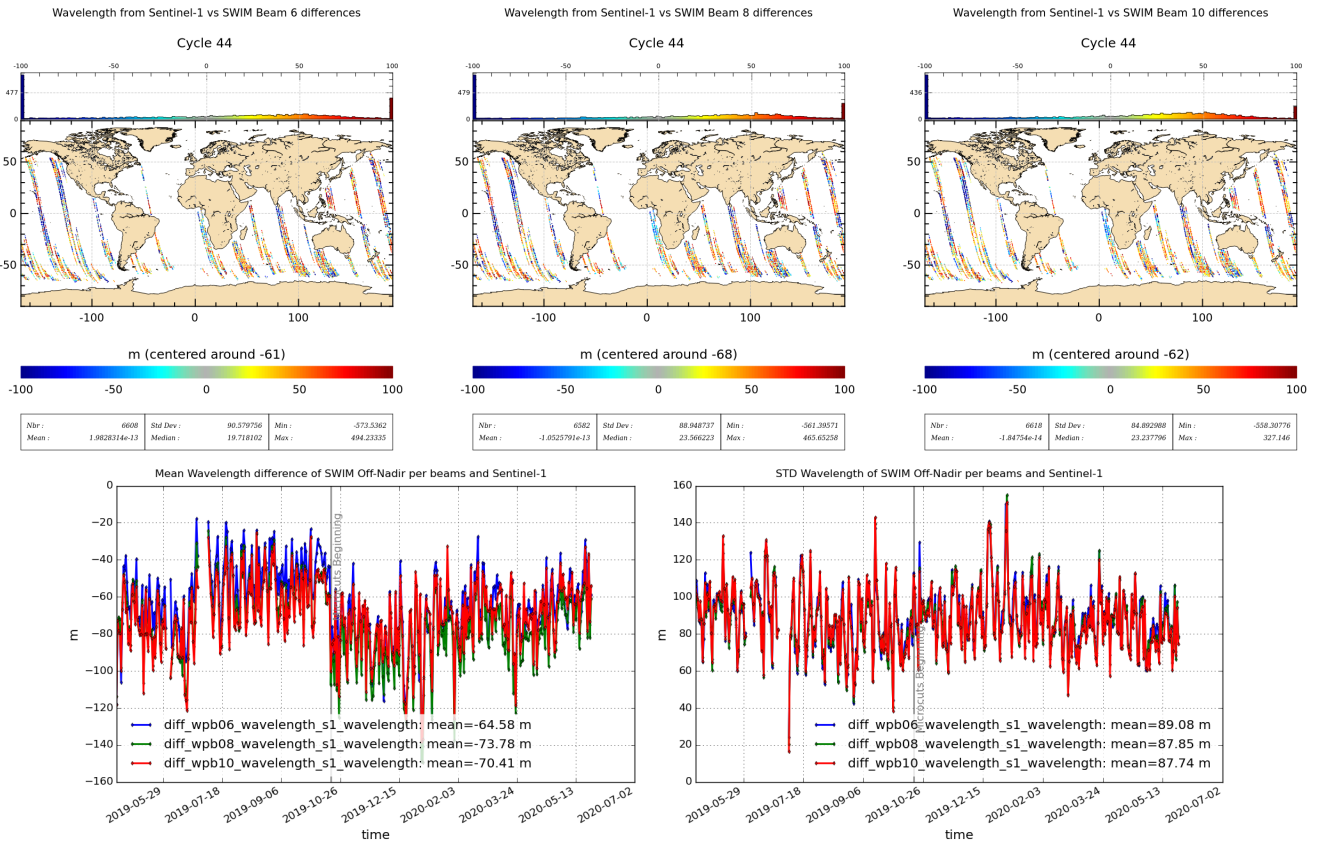 Wavelength from Sentinel-1 vs SWIM Beam 6 differences
Cycle 44
-100 -50 0 50 100
477
0
50
0
-50
-100 0 100
m (centered around -61)
-100 -50 0 50 100
Nbr : 6608 Std Dev : 90.579756 Min : -573.5362
Mean : 1.9828314e-13 Median : 19.718102 Max : 494.23335
Wavelength from Sentinel-1 vs SWIM Beam 8 differences
Cycle 44
-100 -50 0 50 100
479
0
50
0
-50
-100 0 100
m (centered around -68)
-100 -50 0 50 100
Nbr : 6582 Std Dev : 88.948737 Min : -561.39571
Mean : -1.0525791e-13 Median : 23.566223 Max : 465.65258
Wavelength from Sentinel-1 vs SWIM Beam 10 differences
Cycle 44
-100 -50 0 50 100
436
0
50
0
-50
-100 0 100
m (centered around -62)
-100 -50 0 50 100
Nbr : 6618 Std Dev : 84.892988 Min : -558.30776
Mean : -1.84754e-14 Median : 23.237796 Max : 327.146
Mean Wavelength difference of SWIM Off-Nadir per beams and Sentinel-1
0
−20
−40
−60
−80
−100
−120
−140
−160
m
Microcuts Beginning
diff_wpb06_wavelength_s1_wavelength: mean=-64.58 m
diff_wpb08_wavelength_s1_wavelength: mean=-73.78 m
diff_wpb10_wavelength_s1_wavelength: mean=-70.41 m
2019-05-29 2019-07-18 2019-09-06 2019-10-26 2019-12-15 2020-02-03 2020-03-24 2020-05-13 2020-07-02
time
STD Wavelength of SWIM Off-Nadir per beams and Sentinel-1
160
140
120
100
80
60
40
20
0
m
Microcuts Beginning
diff_wpb06_wavelength_s1_wavelength: mean=89.08 m
diff_wpb08_wavelength_s1_wavelength: mean=87.85 m
diff_wpb10_wavelength_s1_wavelength: mean=87.74 m
2019-05-29 2019-07-18 2019-09-06 2019-10-26 2019-12-15 2020-02-03 2020-03-24 2020-05-13 2020-07-02
time